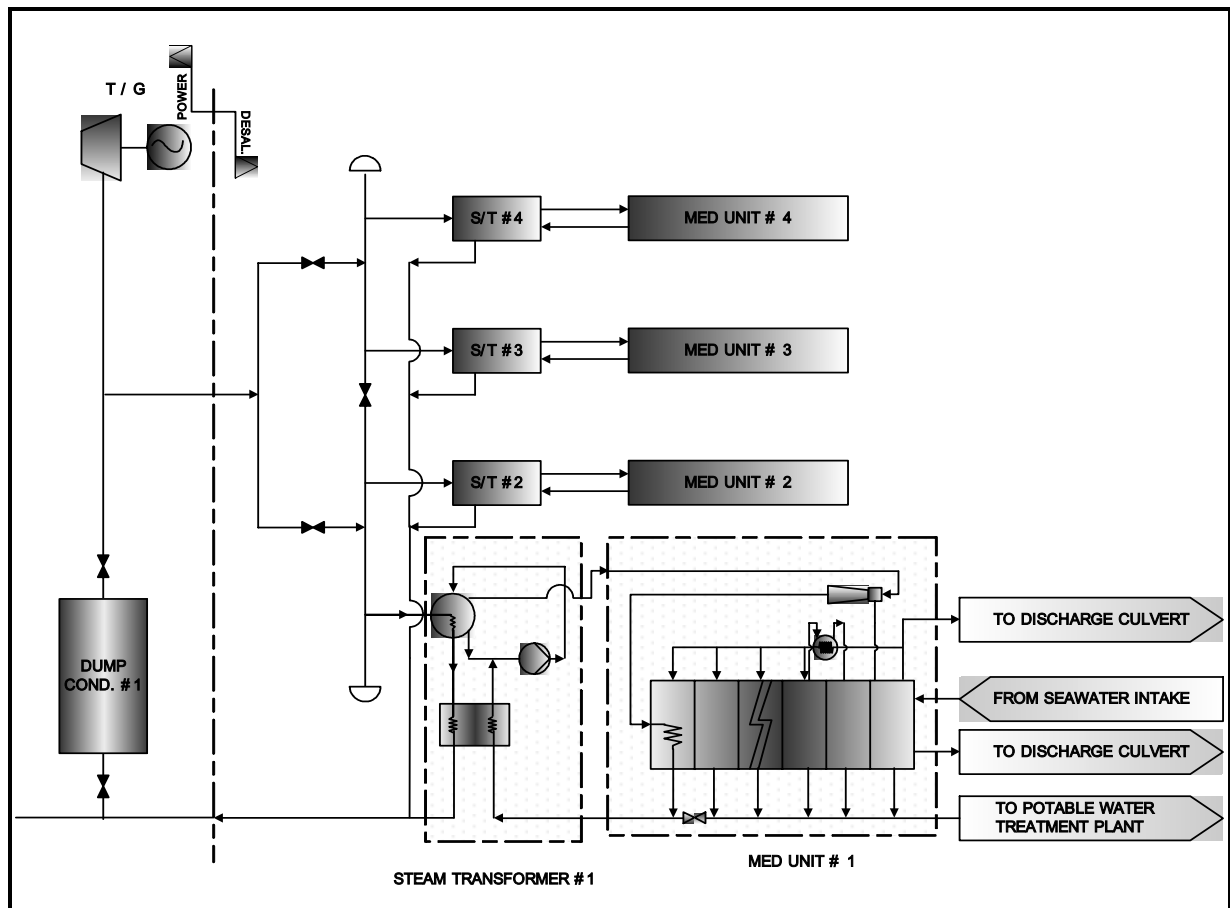 T / G
POWER
DESAL.
S/T #4
MED UNIT # 4
S/T #3
MED UNIT # 3
S/T #2
MED UNIT # 2
DUMP
COND. #1
TO DISCHARGE CULVERT
FROM SEAWATER INTAKE
TO DISCHARGE CULVERT
TO POTABLE WATER
TREATMENT PLANT
MED UNIT # 1
STEAM TRANSFORMER #1